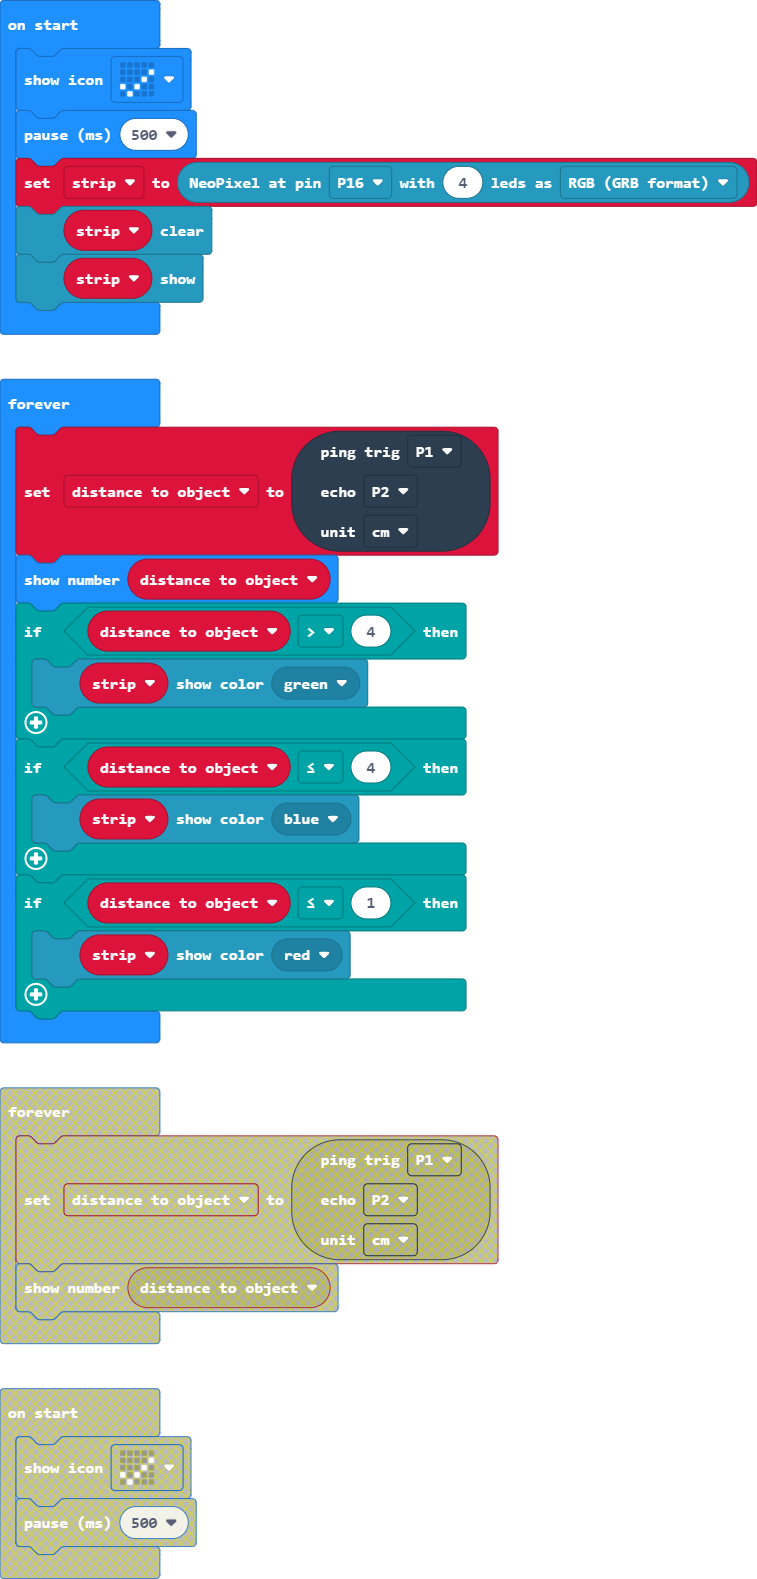 on start
show icon
pause (ms) 500
set strip to NeoPixel at pin P16 with 4 leds as RGB (GRB format)
strip clear
strip show
forever
ping trig P1
set distance to object to echo P2
unit cm
show number distance to object
if distance to object > 4 then
strip show color green
if distance to object ≤ 4 then
strip show color blue
if distance to object ≤ 1 then
strip show color red
forever
ping trig P1
set distance to object to echo P2
unit cm
show number distance to object
on start
show icon
pause (ms) 500